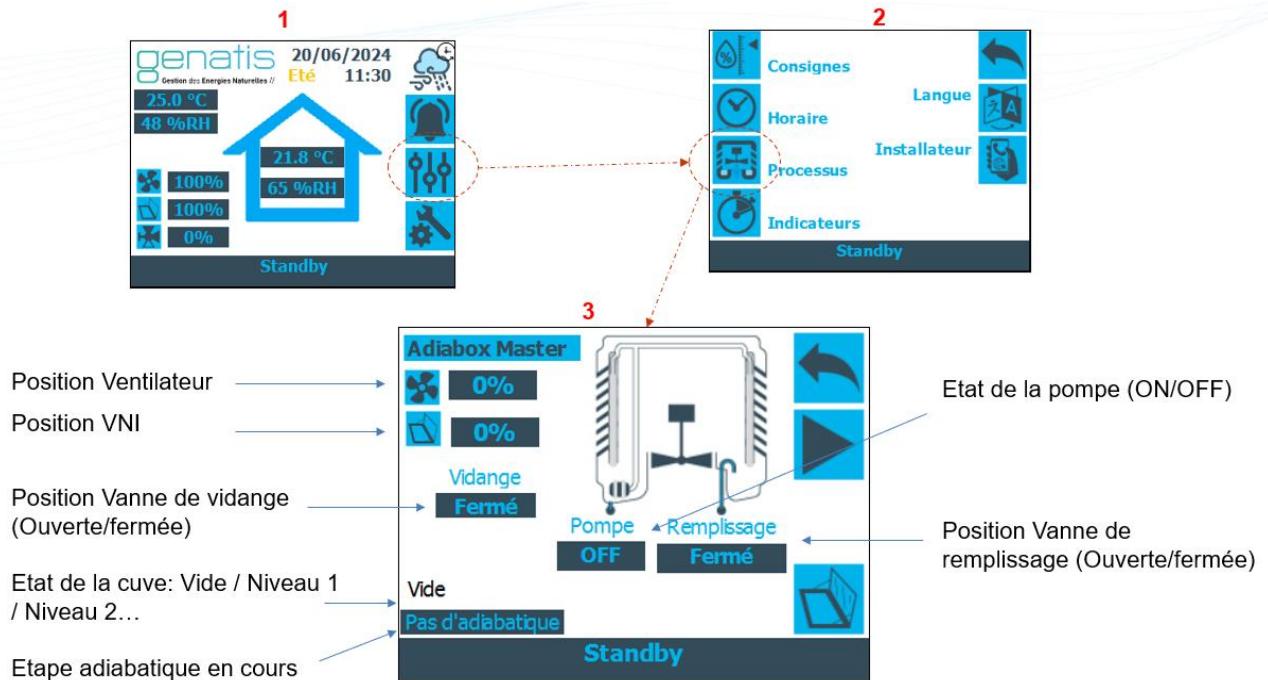 1
genatis
Gestion des Energies Naturelles //
20/06/2024
Eté 11:30
25.0 °C
48 %RH
21.8 °C
65 %RH
100%
100%
0%
Standby
2
%
Consignes
Horaire
Processus
Indicateurs
Langue
A
Installateur
Standby
3
Adiabox Master
0%
0%
Vidange
Fermé
Pompe
OFF
Remplissage
Fermé
Vide
Pas d'adiabatique
Standby
Position Ventilateur
Position VNI
Position Vanne de vidange
(Ouverte/fermée)
Etat de la cuve: Vide / Niveau 1
/ Niveau 2…
Etape adiabatique en cours
Etat de la pompe (ON/OFF)
Position Vanne de
remplissage (Ouverte/fermée)